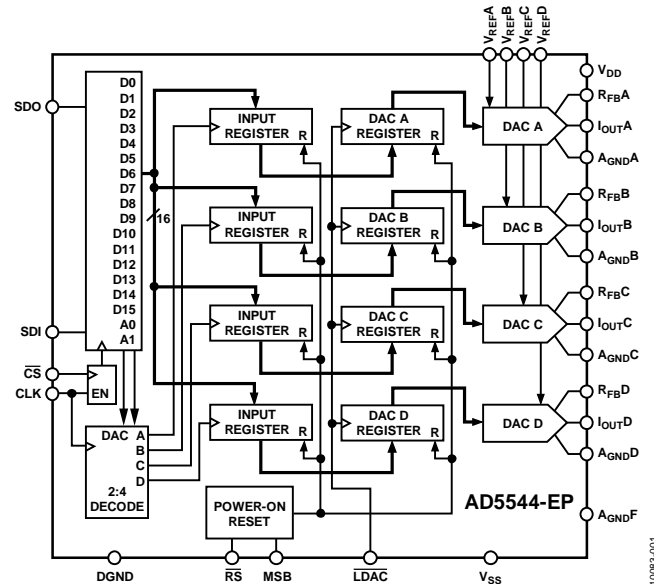 VREFA VREFB VREFC VREFD
VDD
SDO
D0
D1
D2
D3
D4
D5
D6
D7
D8
D9
D10
D11
D12
D13
D14
D15
A0
A1
16
SDI
CS
CLK
EN
DAC A
B
C
D
2:4
DECODE
INPUT
REGISTER R
DAC A
REGISTER R
DAC A
RFBA
IOUTA
AGNDA
INPUT
REGISTER R
DAC B
REGISTER R
DAC B
RFBB
IOUTB
AGNDB
INPUT
REGISTER R
DAC C
REGISTER R
DAC C
RFBC
IOUTC
AGNDC
INPUT
REGISTER R
DAC D
REGISTER R
DAC D
RFBD
IOUTD
AGNDD
POWER-ON
RESET
AD5544-EP
AGNDF
DGND
RS
MSB
LDAC
VSS
10083-001